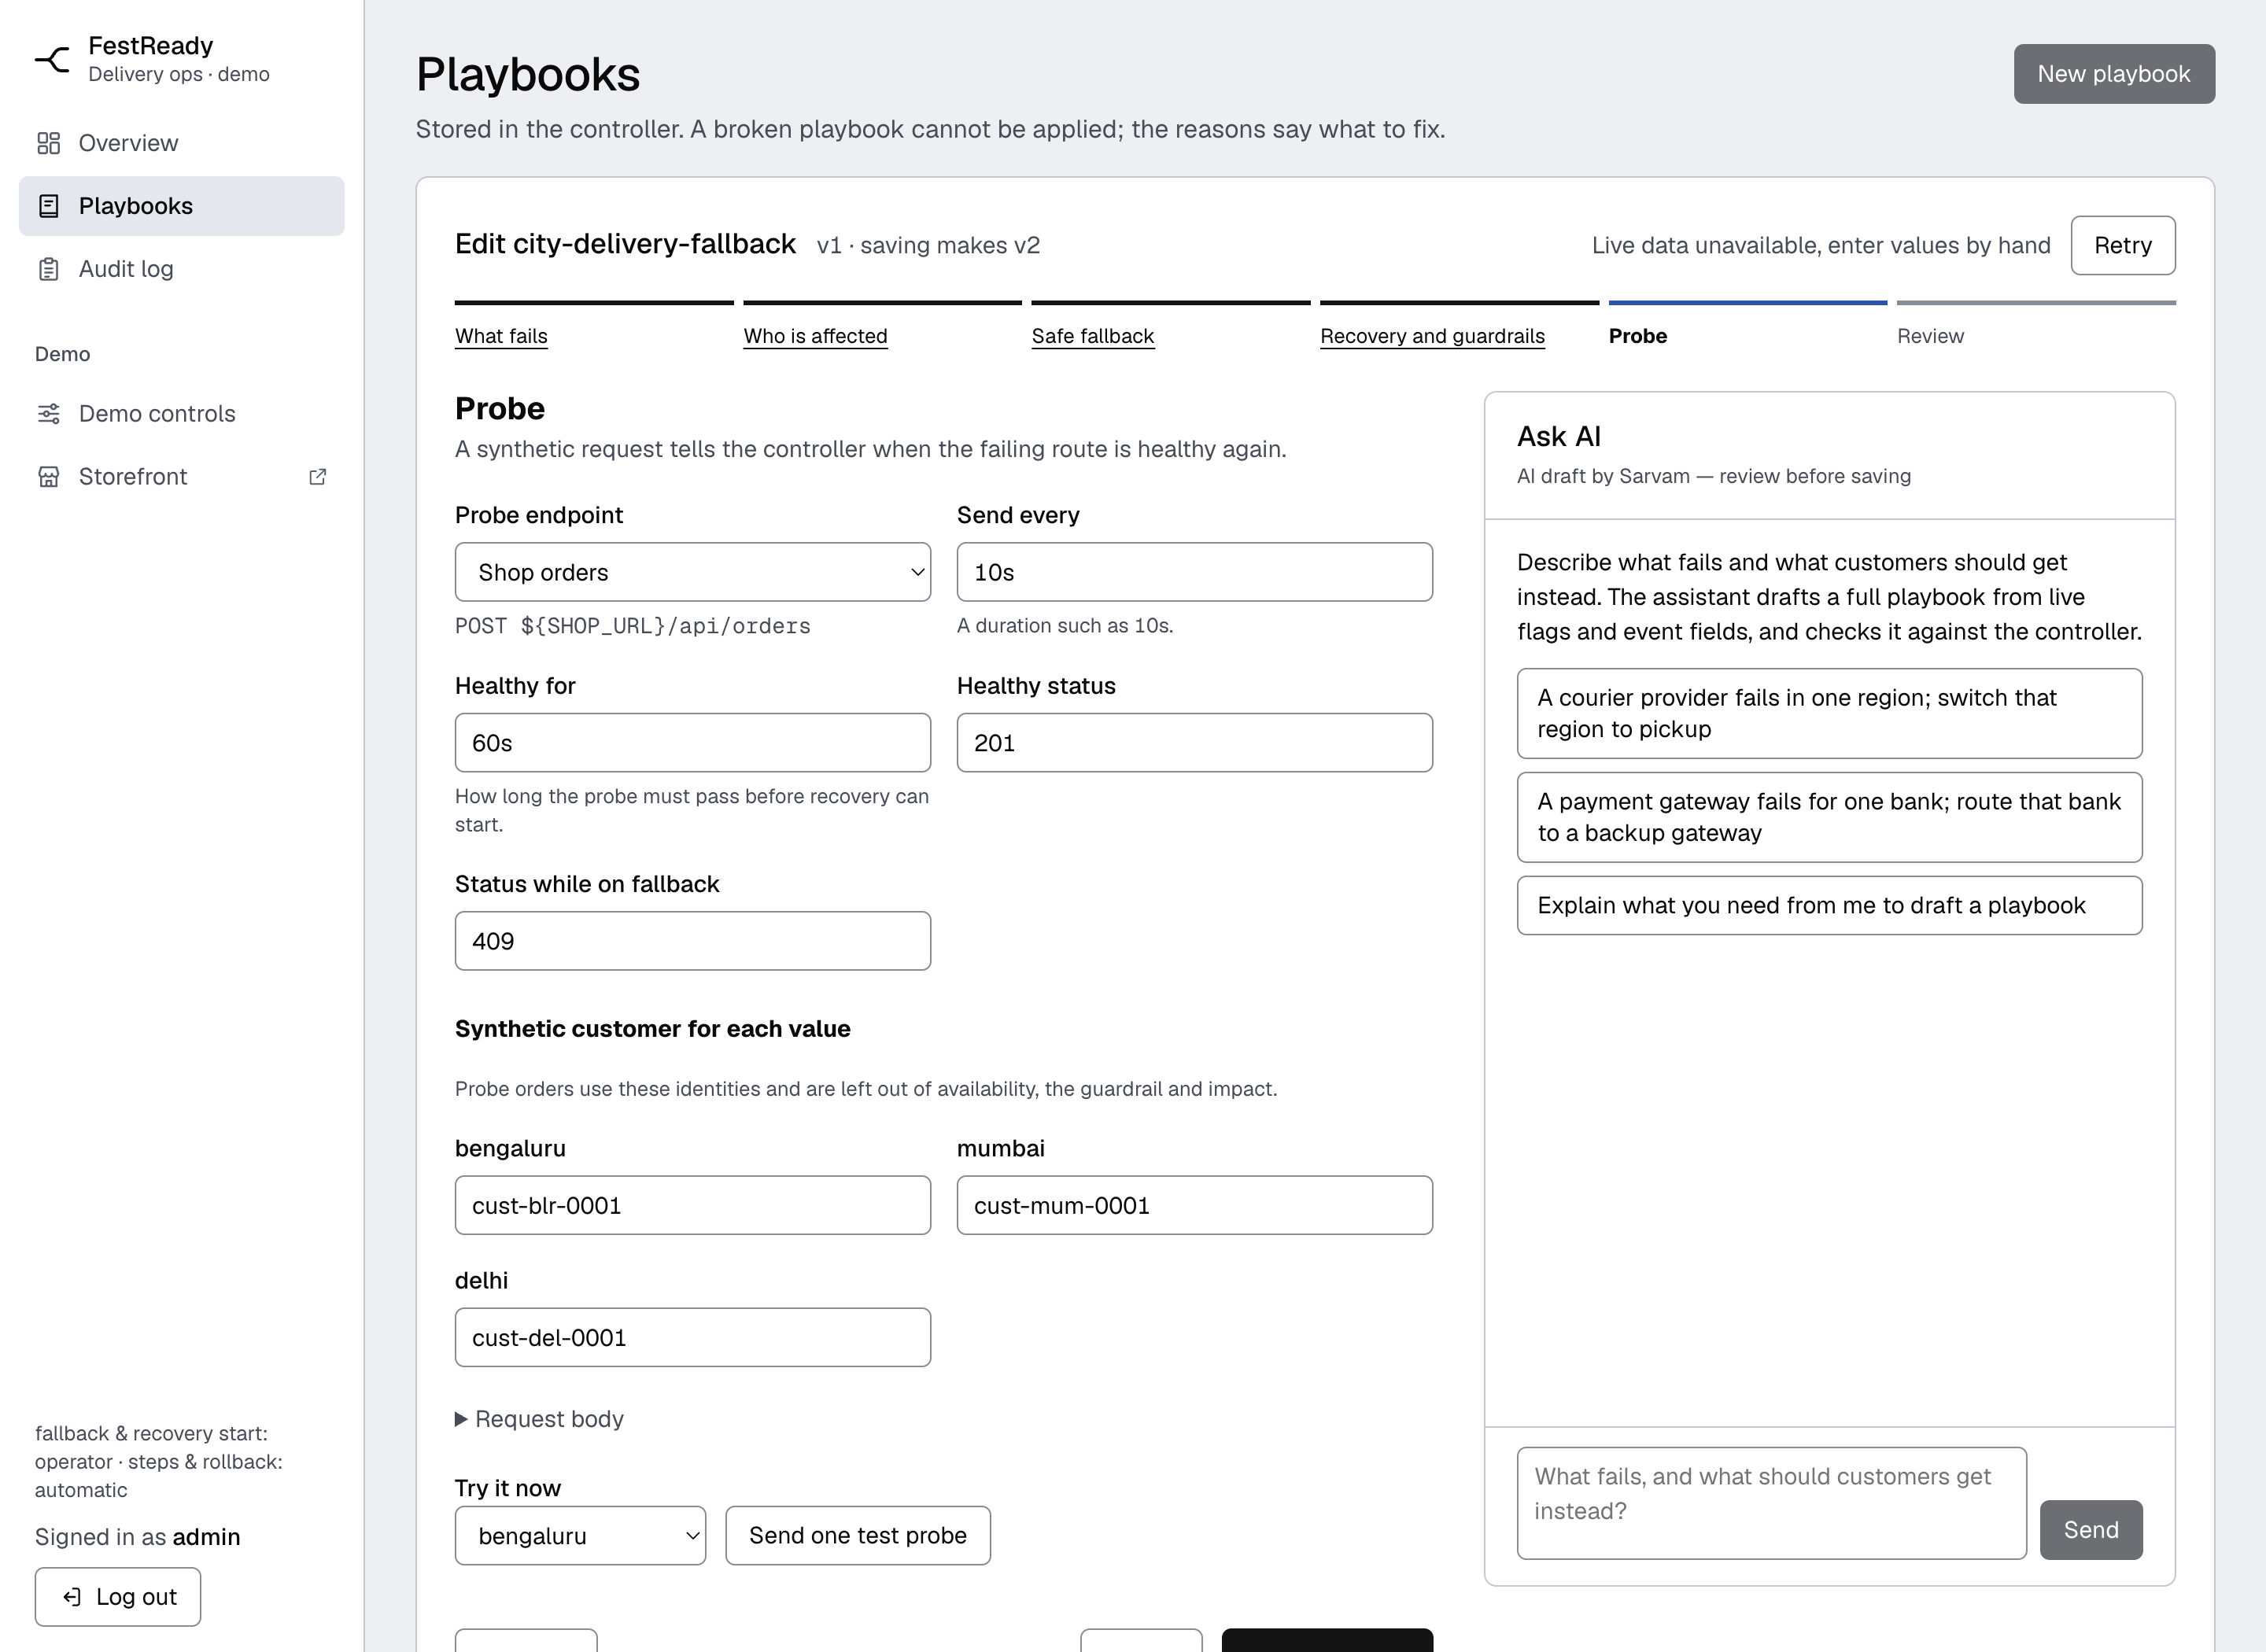 FestReady
Delivery ops · demo
Overview
Playbooks
Audit log
Demo
Demo controls
Storefront
fallback & recovery start:
operator · steps & rollback:
automatic
Signed in as admin
Log out
Playbooks
New playbook
Stored in the controller. A broken playbook cannot be applied; the reasons say what to fix.
Edit city-delivery-fallback v1 · saving makes v2
Live data unavailable, enter values by hand
Retry
What fails
Who is affected
Safe fallback
Recovery and guardrails
Probe
Review
Probe
A synthetic request tells the controller when the failing route is healthy again.
Probe endpoint
Send every
Shop orders
10s
POST ${SHOP_URL}/api/orders
A duration such as 10s.
Healthy for
Healthy status
60s
201
How long the probe must pass before recovery can
start.
Status while on fallback
409
Synthetic customer for each value
Probe orders use these identities and are left out of availability, the guardrail and impact.
bengaluru
mumbai
cust-blr-0001
cust-mum-0001
delhi
cust-del-0001
Request body
Try it now
bengaluru
Send one test probe
Ask AI
AI draft by Sarvam — review before saving
Describe what fails and what customers should get
instead. The assistant drafts a full playbook from live
flags and event fields, and checks it against the controller.
A courier provider fails in one region; switch that
region to pickup
A payment gateway fails for one bank; route that bank
to a backup gateway
Explain what you need from me to draft a playbook
What fails, and what should customers get
instead?
Send